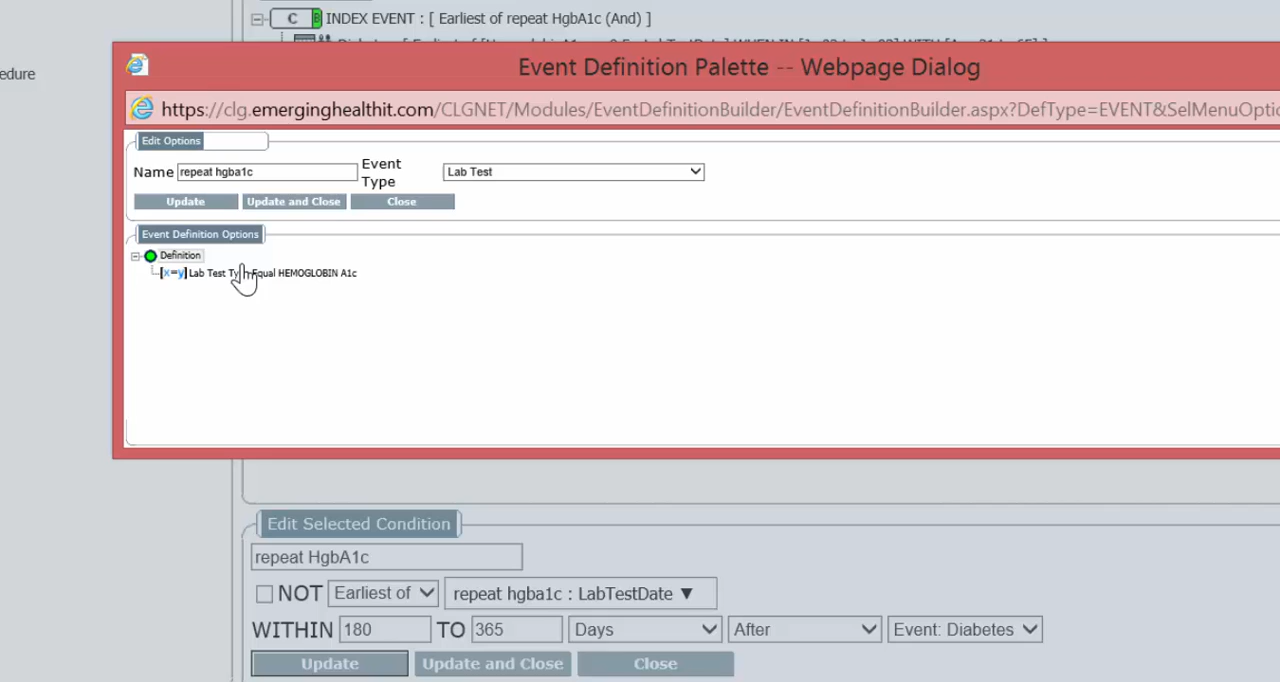 C B INDEX EVENT : [ Earliest of repeat HgbA1c (And) ]
edure
Event Definition Palette -- Webpage Dialog
https://clg.emerginghealthit.com/CLGNET/Modules/EventDefinitionBuilder/EventDefinitionBuilder.aspx?DefType=EVENT&SelMenuOptio
Edit Options
Name repeat hgba1c Event Type Lab Test
Update Update and Close Close
Event Definition Options
Definition
[x=y] Lab Test Equal HEMOGLOBIN A1c
Edit Selected Condition
repeat HgbA1c
NOT Earliest of repeat hgba1c : LabTestDate ▼
WITHIN 180 TO 365 Days After Event: Diabetes
Update Update and Close Close